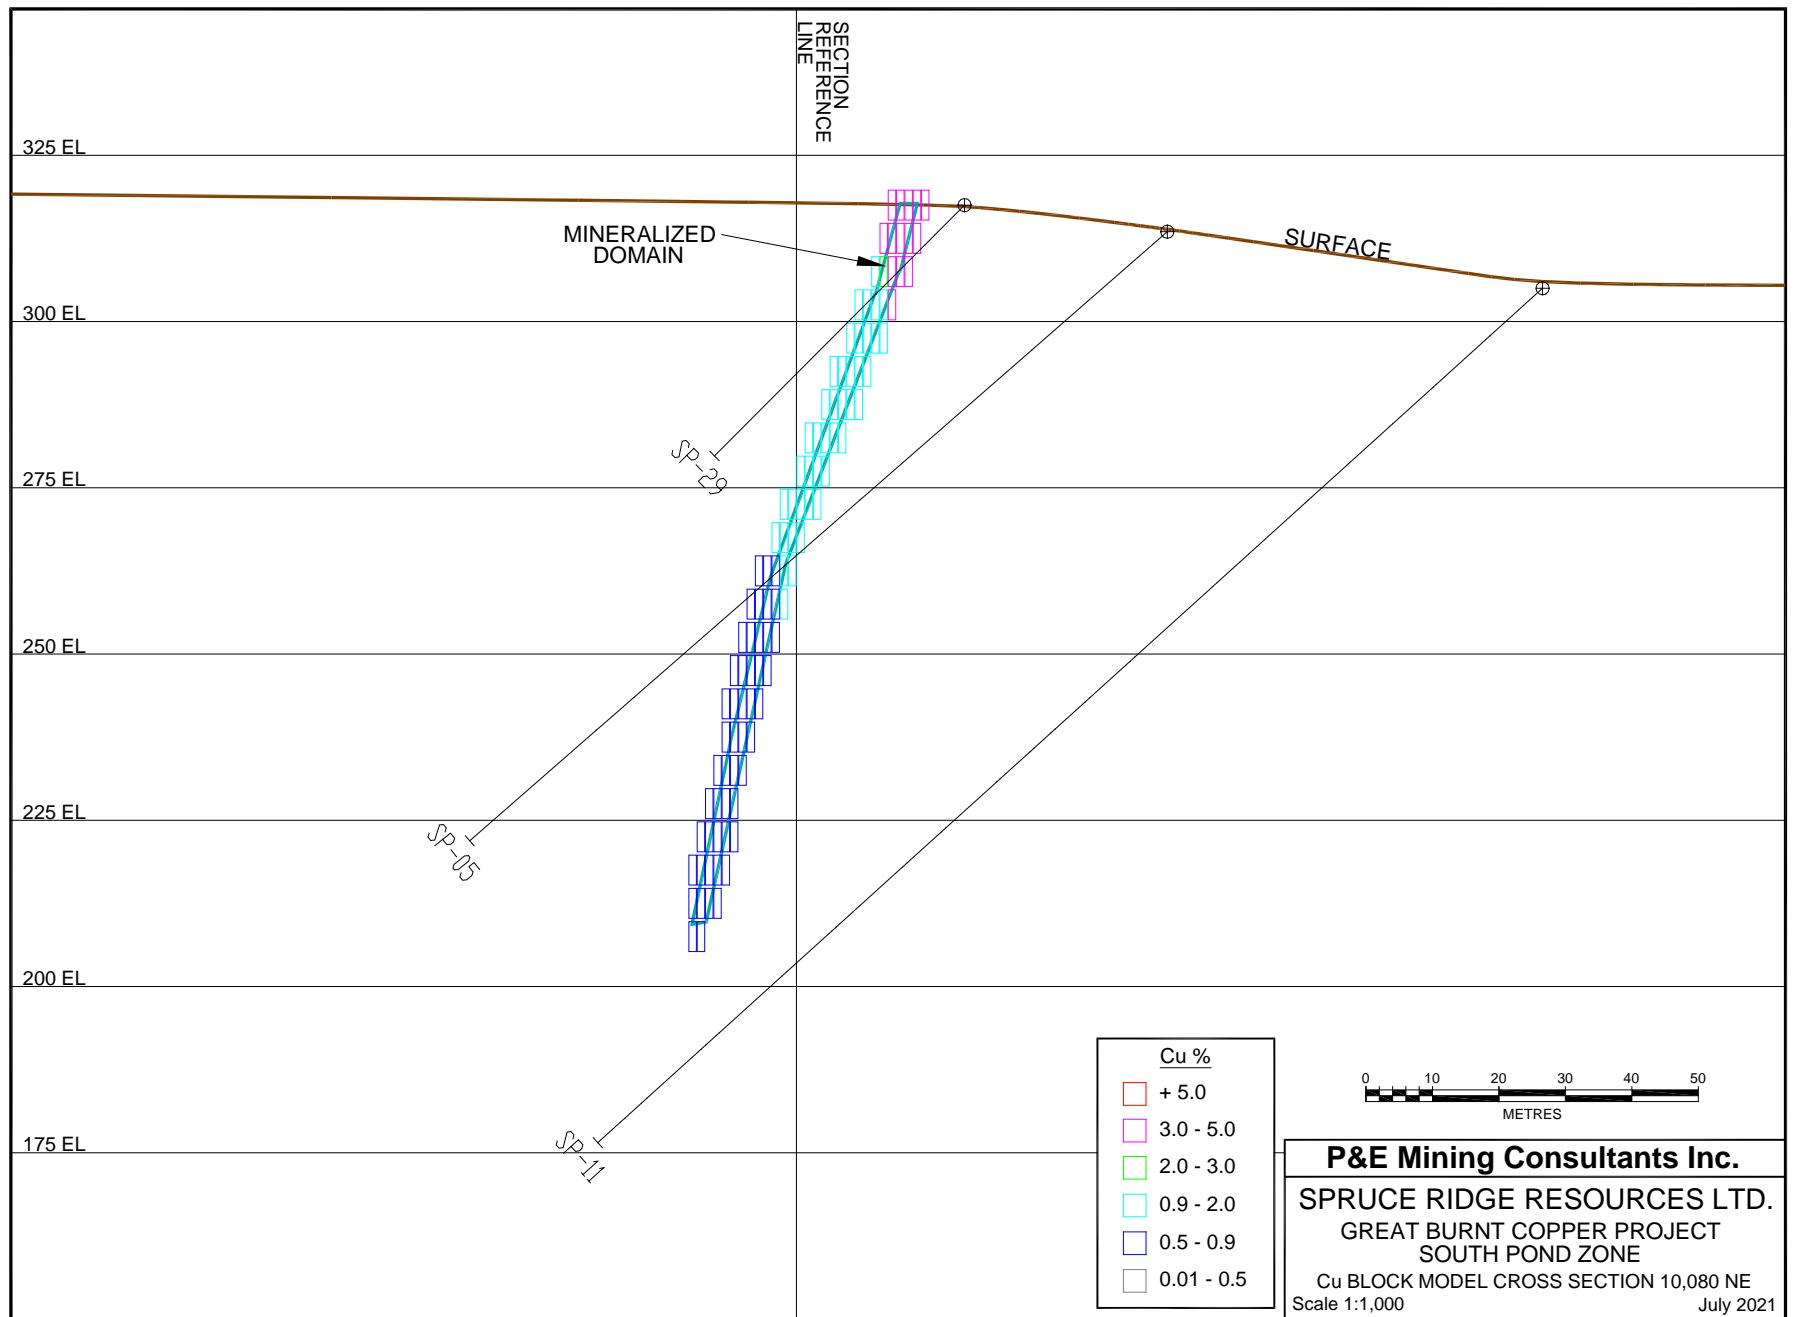 SECTION
REFERENCE
LINE
325 EL
MINERALIZED
DOMAIN
SURFACE
300 EL
SP-29
275 EL
250 EL
225 EL
SP-05
200 EL
175 EL
SP-11
Cu %
+ 5.0
3.0 - 5.0
2.0 - 3.0
0.9 - 2.0
0.5 - 0.9
0.01 - 0.5
0 10 20 30 40 50
METRES
P&E Mining Consultants Inc.
SPRUCE RIDGE RESOURCES LTD.
GREAT BURNT COPPER PROJECT
SOUTH POND ZONE
Cu BLOCK MODEL CROSS SECTION 10,080 NE
Scale 1:1,000 July 2021